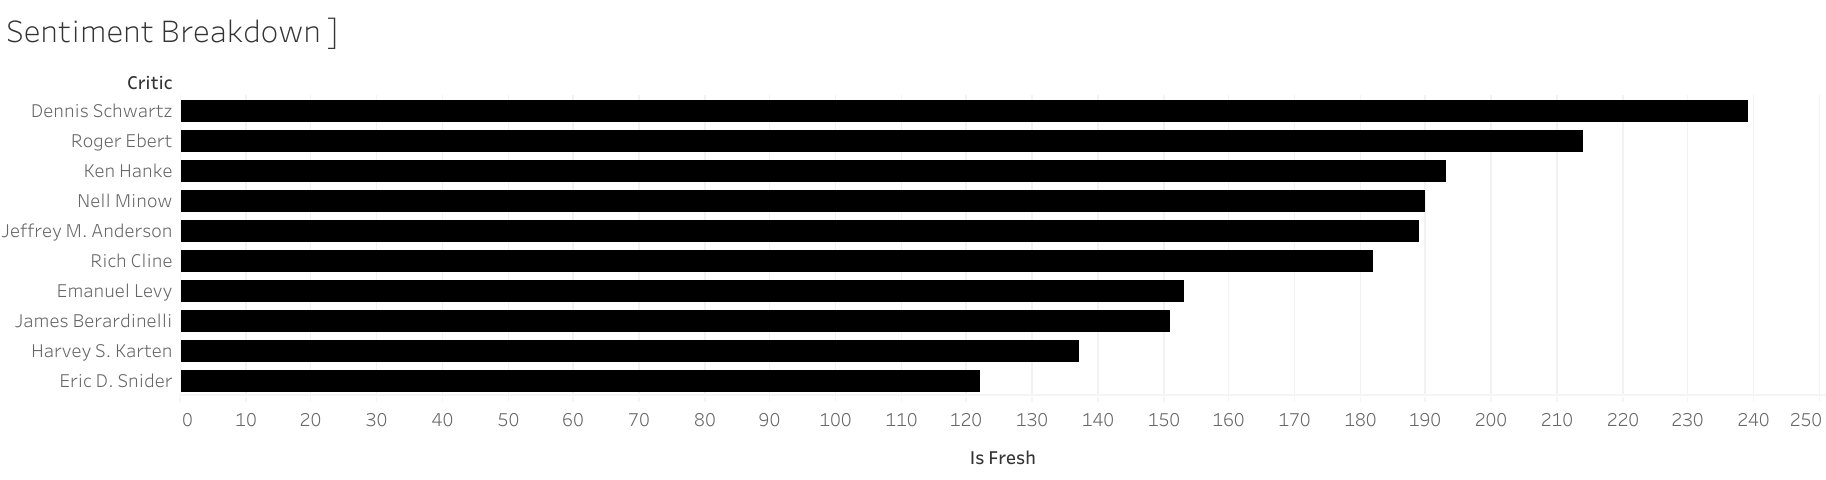 Sentiment Breakdown ]
Critic
Dennis Schwartz
Roger Ebert
Ken Hanke
Nell Minow
Jeffrey M. Anderson
Rich Cline
Emanuel Levy
James Berardinelli
Harvey S. Karten
Eric D. Snider
0 10 20 30 40 50 60 70 80 90 100 110 120 130 140 150 160 170 180 190 200 210 220 230 240 250
Is Fresh